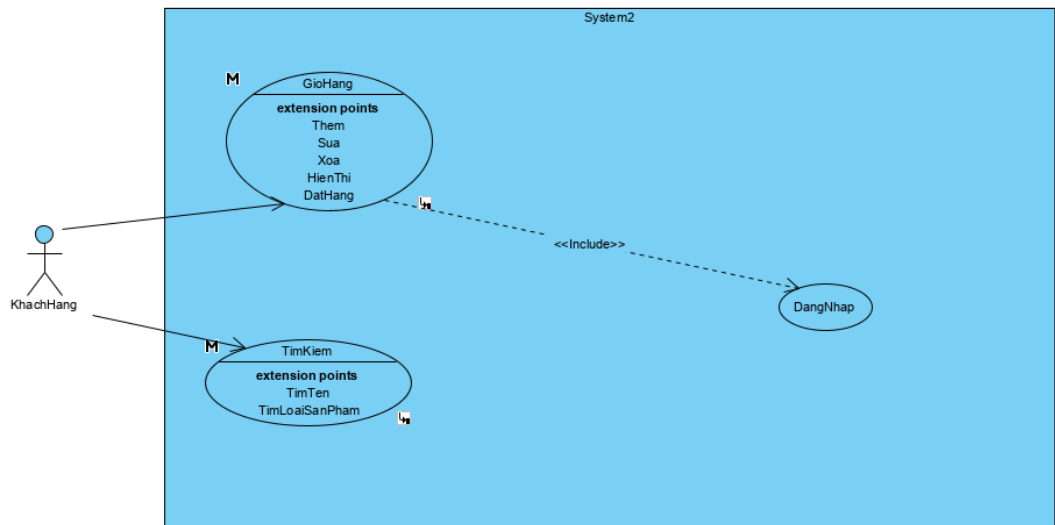 System2
M
GioHang
extension points
Them
Sua
Xoa
HienThi
DatHang
<<Include>>
KhachHang
DangNhap
M
TimKiem
extension points
TimTen
TimLoaiSanPham